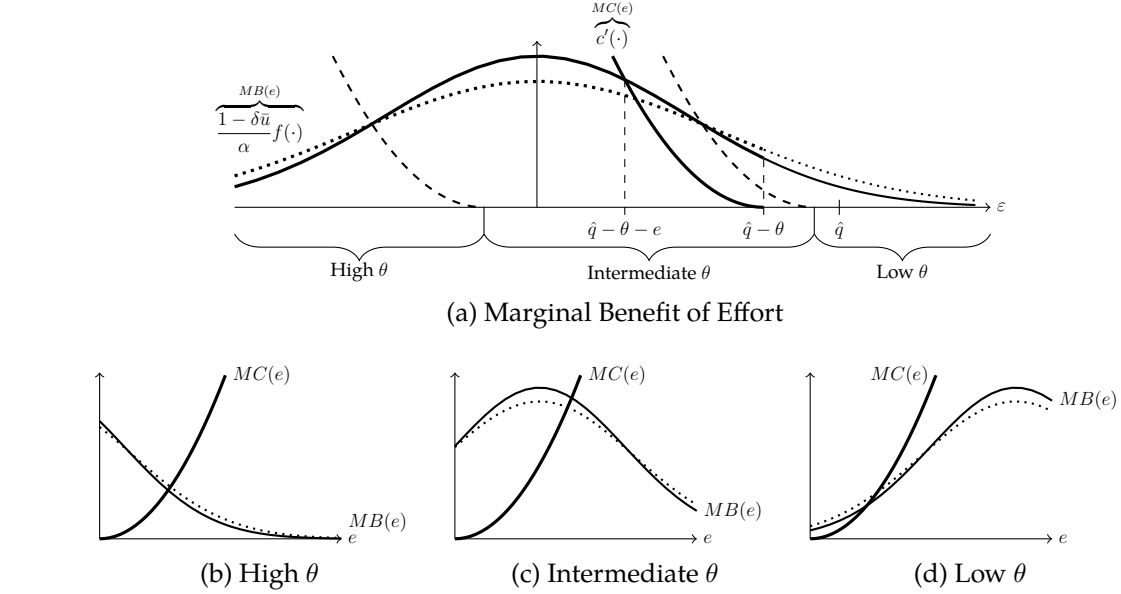 MC(e)
c′(·)
MB(e)
1 − δū
α
f(·)
ε
q̂ − θ − e
q̂ − θ
q̂
High θ
Intermediate θ
Low θ
(a) Marginal Benefit of Effort
MC(e)
MB(e)
e
(b) High θ
MC(e)
MB(e)
e
(c) Intermediate θ
MC(e)
MB(e)
e
(d) Low θ